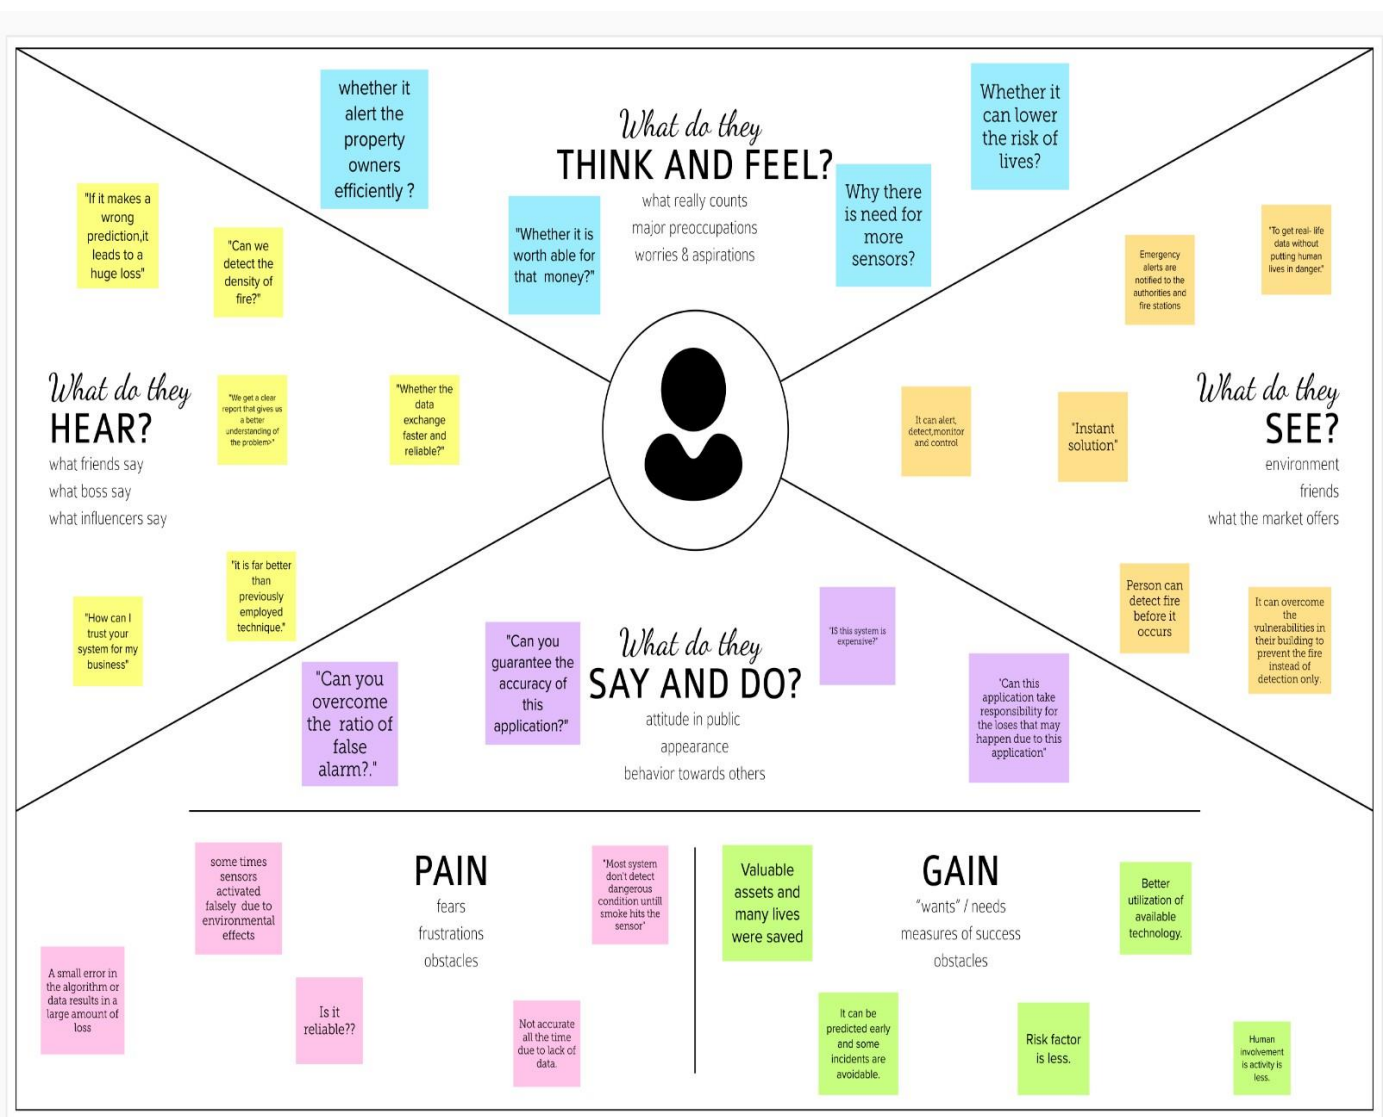 whether it
alert the
property
owners
efficiently ?
What do they
THINK AND FEEL?
what really counts
major preoccupations
worries & aspirations
"Whether it is
worth able for
that money?"
Why there
is need for
more
sensors?
Whether it
can lower
the risk of
lives?
"If it makes a
wrong
prediction,it
leads to a
huge loss"
"Can we
detect the
density of
fire?"
What do they
HEAR?
what friends say
what boss say
what influencers say
"We get a clear
report that gives us
a better
understanding of
the problem>"
"Whether the
data
exchange
faster and
reliable?"
"it is far better
than
previously
employed
technique."
"How can I
trust your
system for my
business"
Emergency
alerts are
notified to the
authorities and
fire stations
"To get real- life
data without
putting human
lives in danger."
What do they
SEE?
environment
friends
what the market offers
It can alert,
detect,monitor
and control
"Instant
solution"
Person can
detect fire
before it
occurs
It can overcome
the
vulnerabilities in
their building to
prevent the fire
instead of
detection only.
What do they
SAY AND DO?
attitude in public
appearance
behavior towards others
"Can you
overcome
the ratio of
false
alarm?."
"Can you
guarantee the
accuracy of
this
application?"
"IS this system is
expensive?"
"Can this
application take
responsibility for
the loses that may
happen due to this
application"
PAIN
fears
frustrations
obstacles
some times
sensors
activated
falsely due to
environmental
effects
"Most system
don't detect
dangerous
condition untill
smoke hits the
sensor"
A small error in
the algorithm or
data results in a
large amount of
loss
Is it
reliable??
Not accurate
all the time
due to lack of
data.
GAIN
"wants" / needs
measures of success
obstacles
Valuable
assets and
many lives
were saved
Better
utilization of
available
technology.
It can be
predicted early
and some
incidents are
avoidable.
Risk factor
is less.
Human
involvement
is activity is
less.